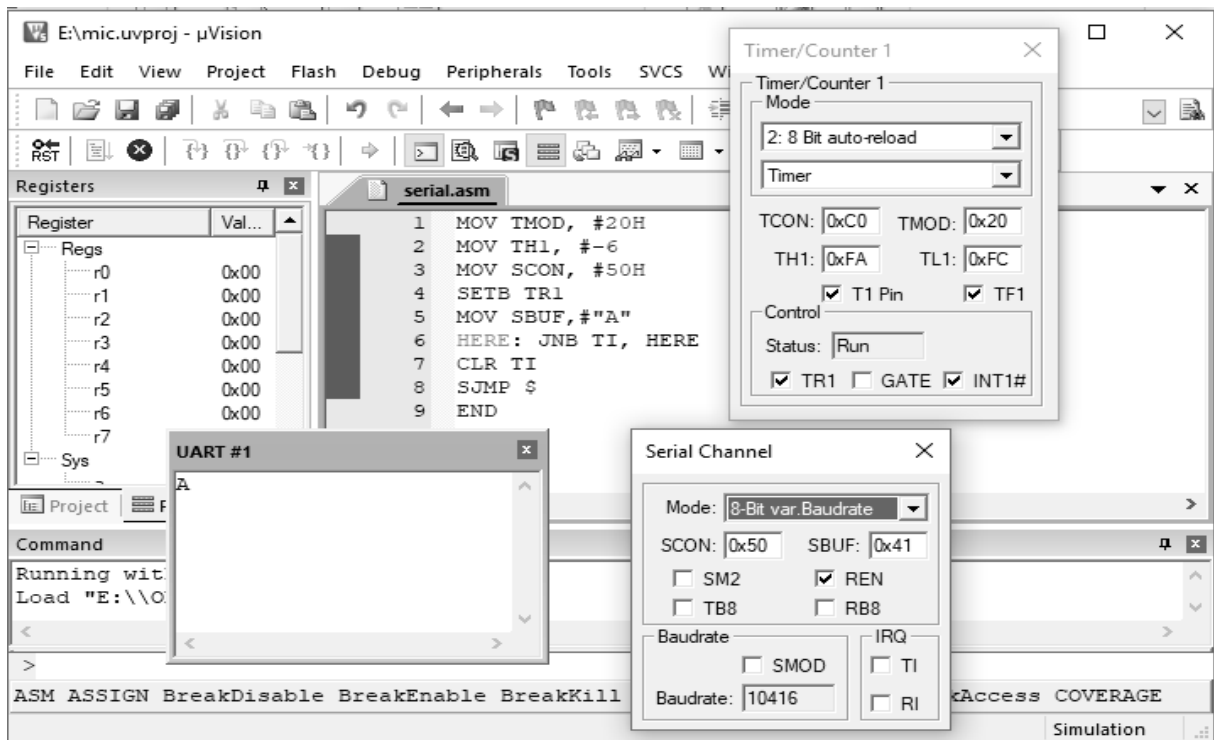 E:\mic.uvproj - µVision
File Edit View Project Flash Debug Peripherals Tools SVCS
RST
Registers
Register Val...
Regs
r0 0x00
r1 0x00
r2 0x00
r3 0x00
r4 0x00
r5 0x00
r6 0x00
r7
Sys
Project
serial.asm
1 MOV TMOD, #20H
2 MOV TH1, #-6
3 MOV SCON, #50H
4 SETB TR1
5 MOV SBUF,#"A"
6 HERE: JNB TI, HERE
7 CLR TI
8 SJMP $
9 END
Timer/Counter 1
Timer/Counter 1
Mode
2: 8 Bit auto-reload
Timer
TCON: 0xC0 TMOD: 0x20
TH1: 0xFA TL1: 0xFC
T1 Pin TF1
Control
Status: Run
TR1 GATE INT1#
UART #1
A
Serial Channel
Mode: 8-Bit var.Baudrate
SCON: 0x50 SBUF: 0x41
SM2 REN
TB8 RB8
Baudrate IRQ
SMOD TI
Baudrate: 10416 RI
Command
Running
Load "E:\\O
>
ASM ASSIGN BreakDisable BreakEnable BreakKill kAccess COVERAGE
Simulation